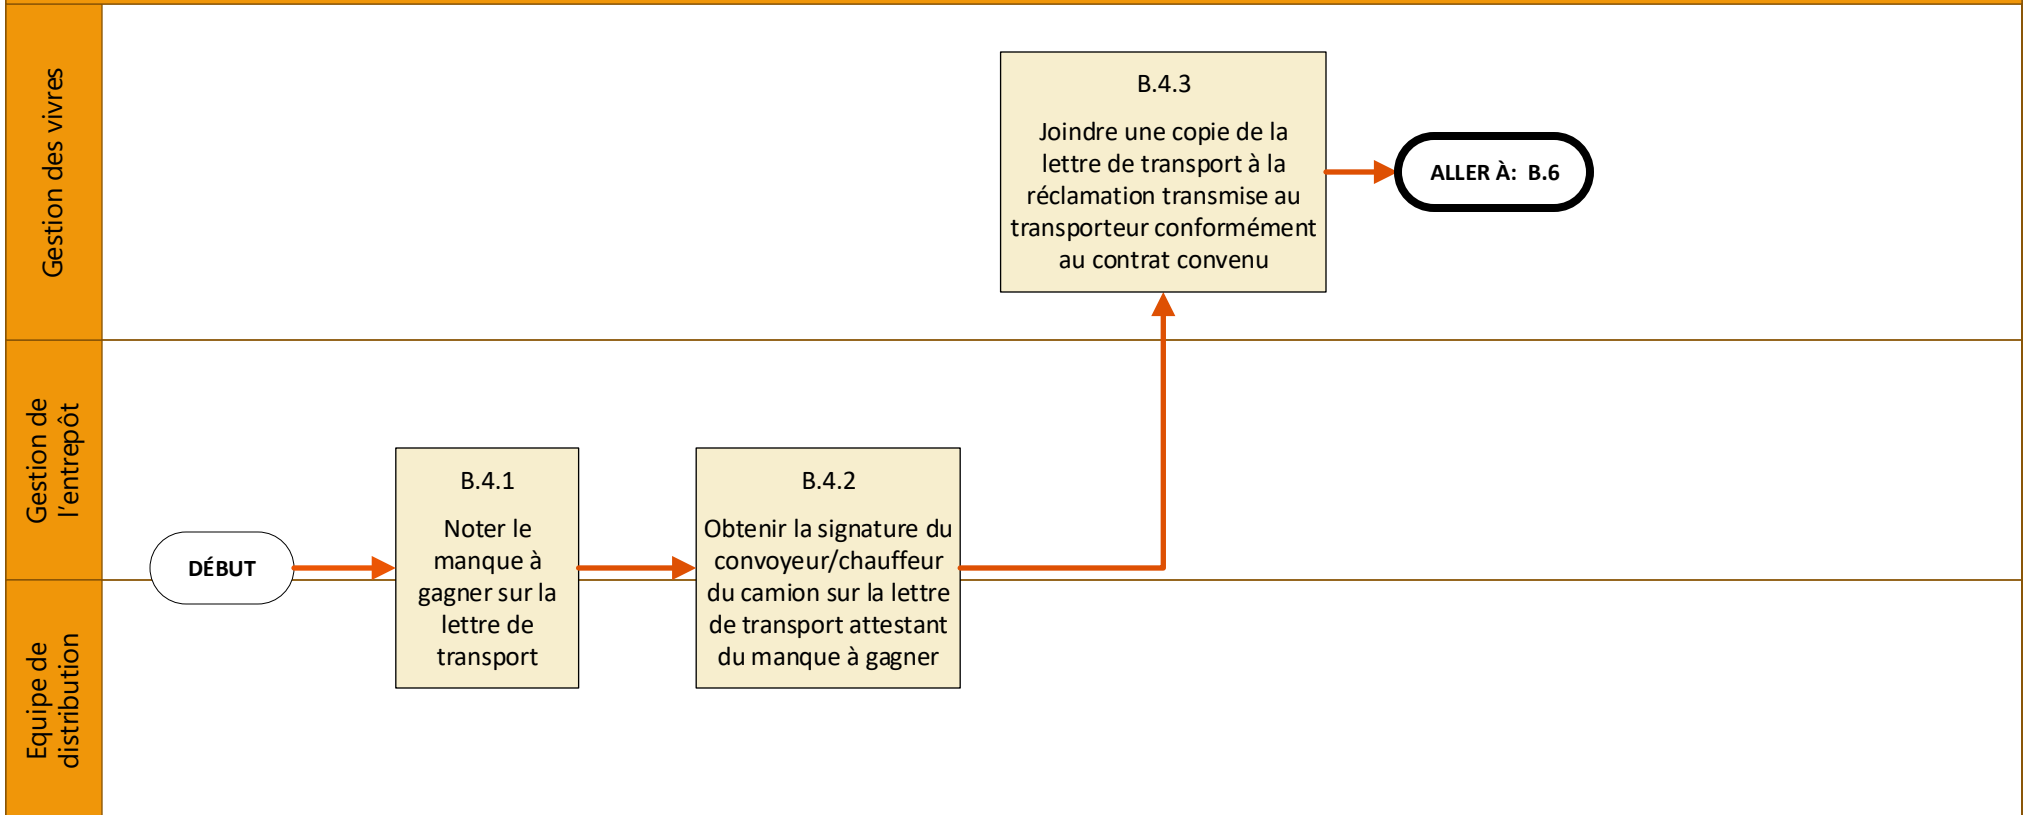 Gestion des vivres
B.4.3
Joindre une copie de la
lettre de transport à la
réclamation transmise au
transporteur conformément
au contrat convenu
ALLER À: B.6
Gestion de
l'entrepôt
DÉBUT
B.4.1
Noter le
manque à
gagner sur la
lettre de
transport
B.4.2
Obtenir la signature du
convoyeur/chauffeur
du camion sur la lettre
de transport attestant
du manque à gagner
Equipe de
distribution